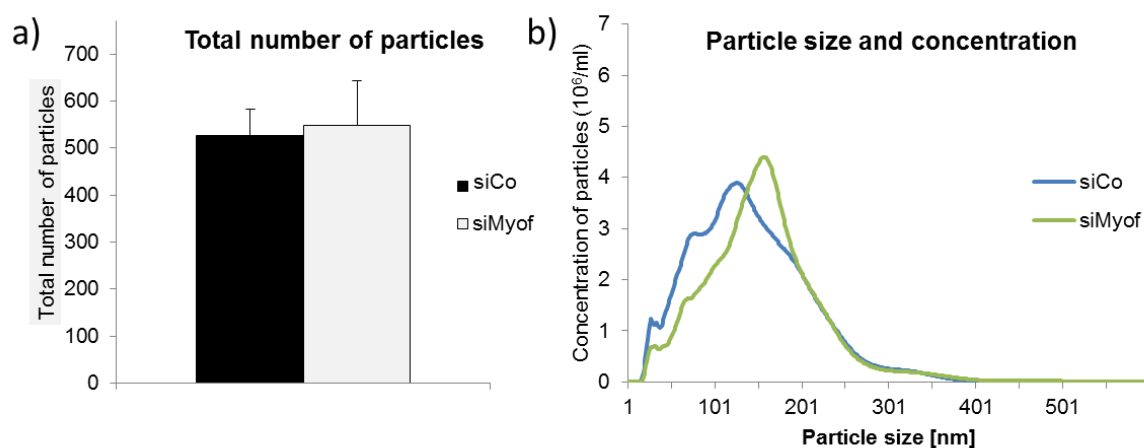 a)
Total number of particles
Total number of particles
700
600
500
400
300
200
100
0
siCo
siMyof
b)
Particle size and concentration
Concentration of particles (10⁶/ml)
7
6
5
4
3
2
1
0
siCo
siMyof
1 101 201 301 401 501
Particle size [nm]